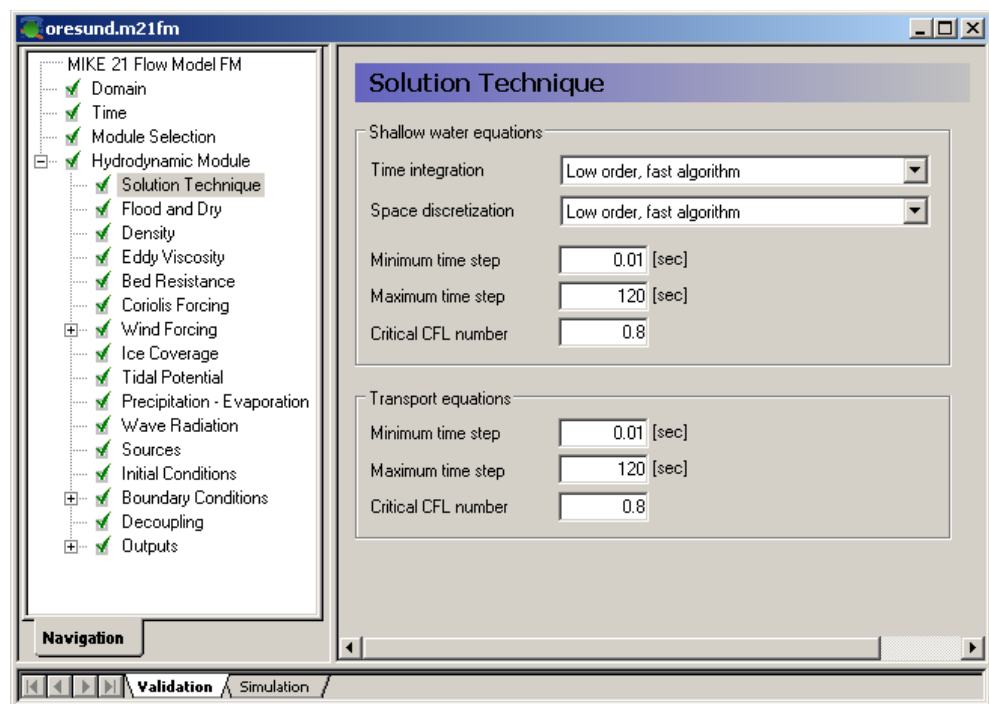 oresund.m21fm
MIKE 21 Flow Model FM
Domain
Time
Module Selection
Hydrodynamic Module
Solution Technique
Flood and Dry
Density
Eddy Viscosity
Bed Resistance
Coriolis Forcing
Wind Forcing
Ice Coverage
Tidal Potential
Precipitation - Evaporation
Wave Radiation
Sources
Initial Conditions
Boundary Conditions
Decoupling
Outputs
Navigation
Solution Technique
Shallow water equations
Time integration Low order, fast algorithm
Space discretization Low order, fast algorithm
Minimum time step 0.01 [sec]
Maximum time step 120 [sec]
Critical CFL number 0.8
Transport equations
Minimum time step 0.01 [sec]
Maximum time step 120 [sec]
Critical CFL number 0.8
Validation Simulation